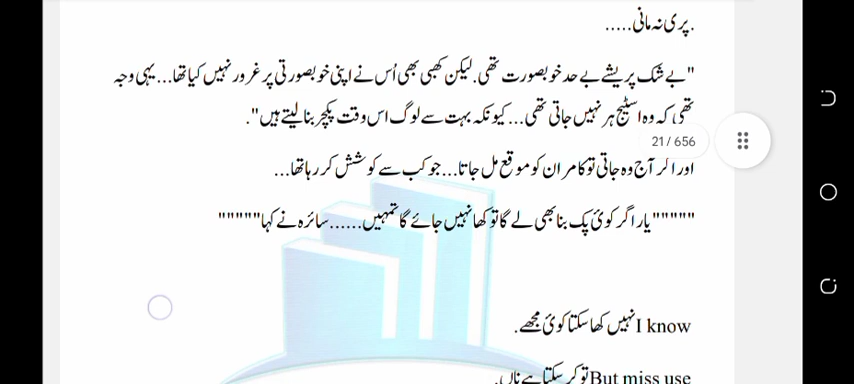 .پری نہ مانی.....
"بے شک پریشے بے حد خوبصورت تھی.لیکن کبھی بھی اُس نے اپنی خوبصورتی پر غرور نہیں کیا تھا... یہی وجہ
تھی کہ وہ اسٹیج ہر نہیں جاتی تھی... کیونکہ بہت سے لوگ اس وقت پکچر بنا لیتے ہیں".
21 / 656
اور اگر آج وہ جاتی تو کامران کو موقع مل جاتا...جو کب سے کوشش کر رہا تھا...
"""""یار اگر کوئ پک بنا بھی لے گا تو کھا نہیں جائے گا تمہیں......سائرہ نے کہا"""""
I know نہیں کھا سکتا کوئ مجھے.
But miss use تو کر سکتا ہے ناں.